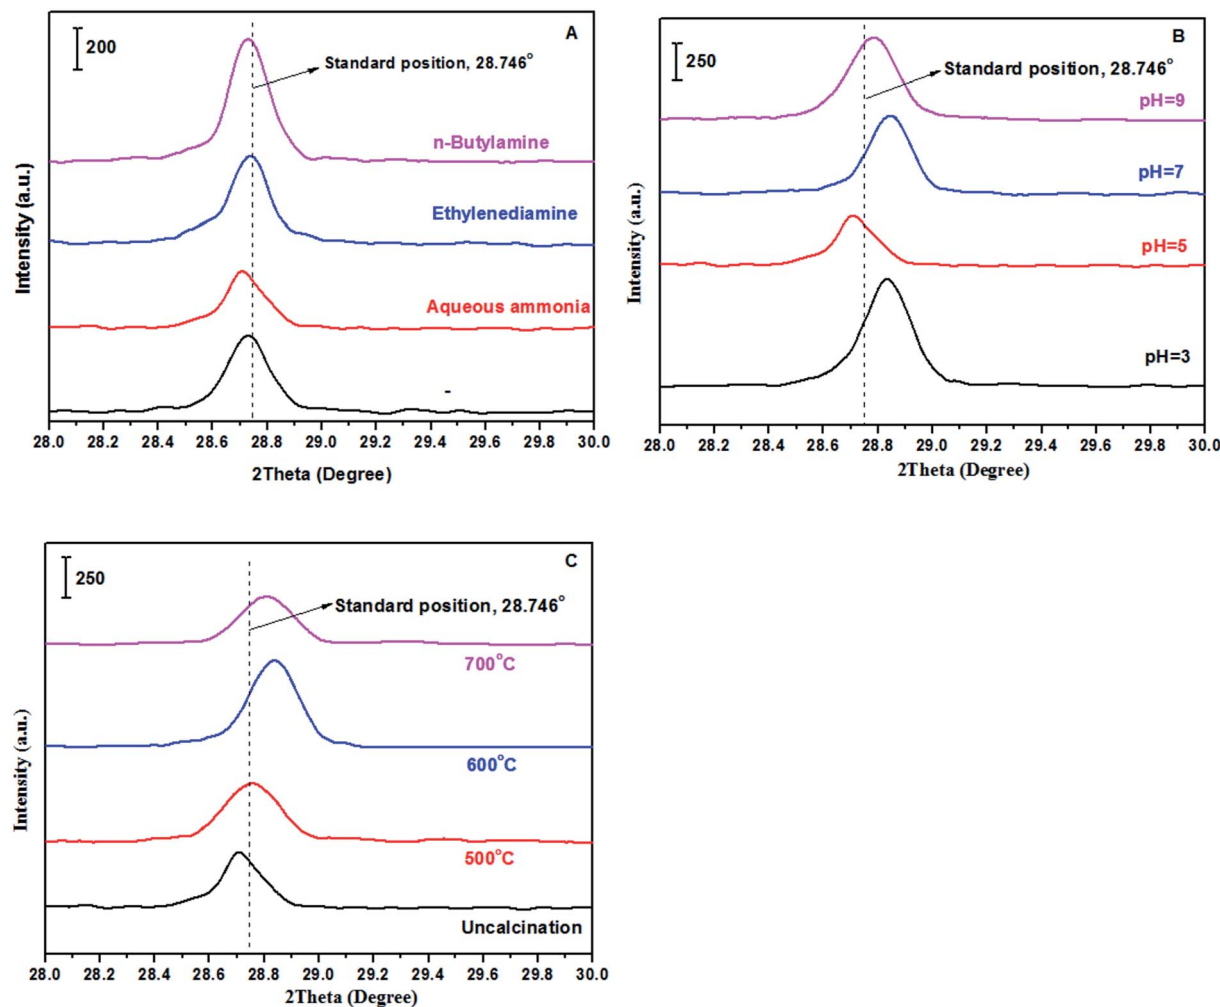 A
200
Standard position, 28.746°
n-Butylamine
Ethylenediamine
Aqueous ammonia
-
Intensity (a.u.)
28.0 28.2 28.4 28.6 28.8 29.0 29.2 29.4 29.6 29.8 30.0
2Theta (Degree)
B
250
Standard position, 28.746°
pH=9
pH=7
pH=5
pH=3
Intensity (a.u.)
28.0 28.2 28.4 28.6 28.8 29.0 29.2 29.4 29.6 29.8 30.0
2Theta (Degree)
C
250
Standard position, 28.746°
700°C
600°C
500°C
Uncalcination
Intensity (a.u.)
28.0 28.2 28.4 28.6 28.8 29.0 29.2 29.4 29.6 29.8 30.0
2Theta (Degree)